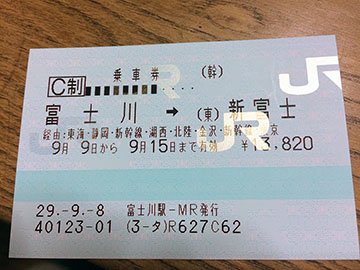 乗車券 (幹)
C制
富士川 → (東) 新富士
経由:東海・静岡・新幹線・湖西・北陸・金沢・新幹線・東京
9月 9日から 9月15日まで有効 ¥13,820
29.-9.-8 富士川駅-MR発行
40123-01 (3-タ)R627C62
JR